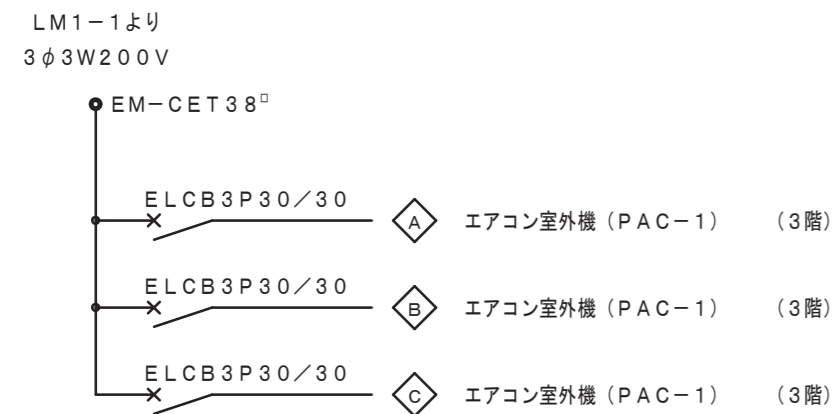 LM1－1より
3φ3W200V
EM－CET38□
ELCB3P30／30
A エアコン室外機（PAC－1） （3階）
ELCB3P30／30
B エアコン室外機（PAC－1） （3階）
ELCB3P30／30
C エアコン室外機（PAC－1） （3階）